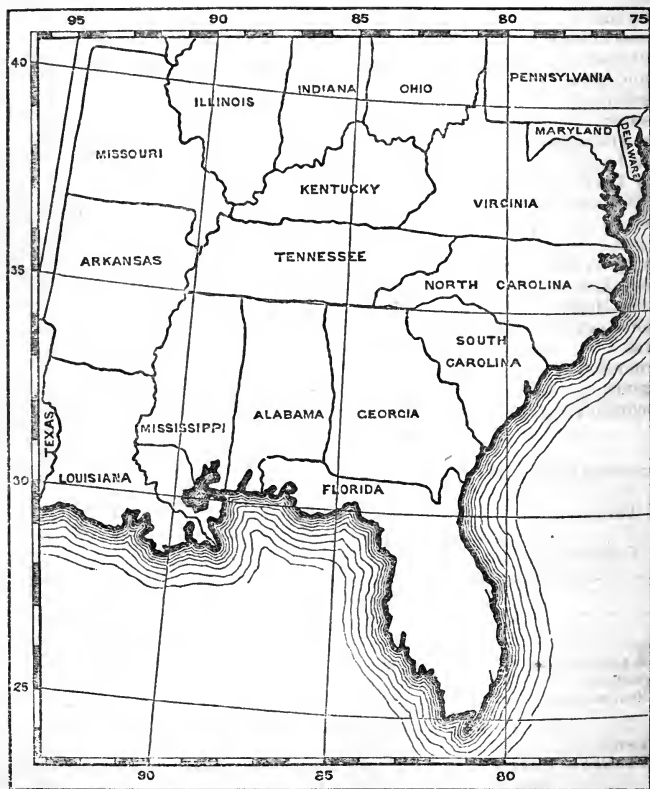 95 90 85 80 75
40
PENNSYLVANIA
INDIANA OHIO
ILLINOIS
MARYLAND
DELAWARE
MISSOURI
KENTUCKY
VIRGINIA
TENNESSEE
ARKANSAS
35
NORTH CAROLINA
SOUTH
CAROLINA
TEXAS
MISSISSIPPI
ALABAMA
GEORGIA
30
LOUISIANA
FLORIDA
25
90 85 80